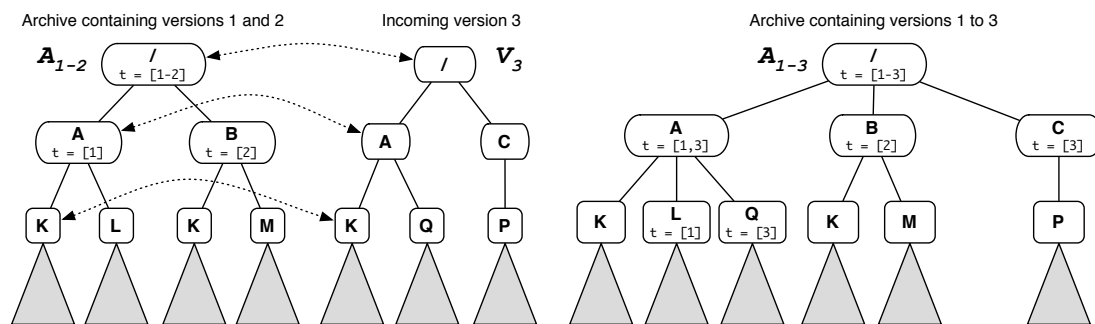 Archive containing versions 1 and 2
Incoming version 3
Archive containing versions 1 to 3
A1-2
/
t = [1-2]
/
V3
A1-3
/
t = [1-3]
A
t = [1]
B
t = [2]
A
C
A
t = [1,3]
B
t = [2]
C
t = [3]
K
L
K
M
K
Q
P
K
L
t = [1]
Q
t = [3]
K
M
P